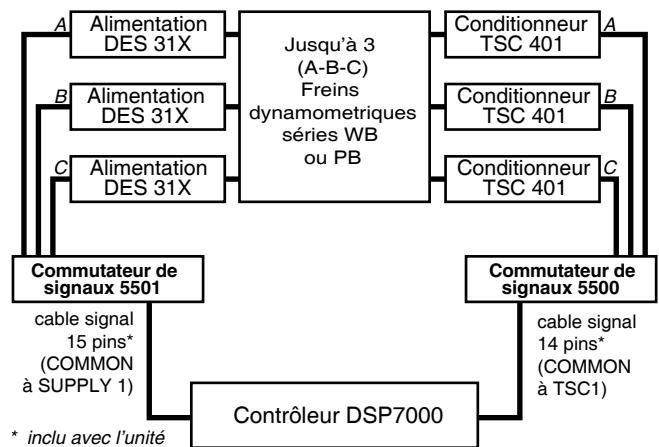 A
Alimentation
DES 31X
B
Alimentation
DES 31X
C
Alimentation
DES 31X
Jusqu'à 3
(A-B-C)
Freins
dynamometriques
séries WB
ou PB
Conditionneur
TSC 401
A
Conditionneur
TSC 401
B
Conditionneur
TSC 401
C
Commutateur de
signaux 5501
Commutateur de
signaux 5500
cable signal
15 pins*
(COMMON
à SUPPLY 1)
cable signal
14 pins*
(COMMON
à TSC1)
Contrôleur DSP7000
* inclu avec l'unité